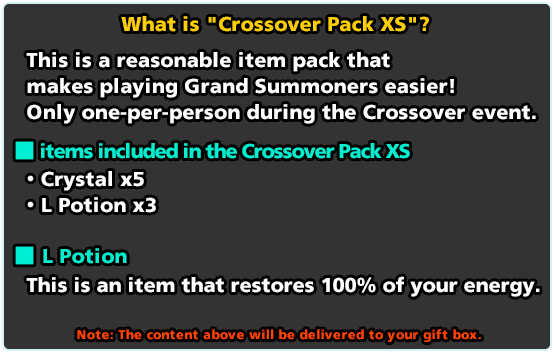 What is "Crossover Pack XS"?
This is a reasonable item pack that
makes playing Grand Summoners easier!
Only one-per-person during the Crossover event.
■ items included in the Crossover Pack XS
• Crystal x5
• L Potion x3
■ L Potion
This is an item that restores 100% of your energy.
Note: The content above will be delivered to your gift box.